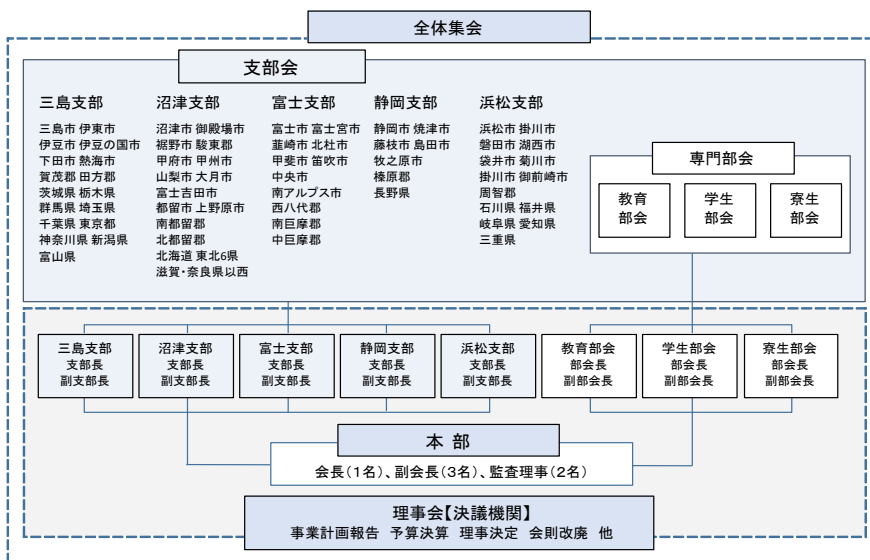 全体集会
支部会
三島支部
三島市 伊東市
伊豆市 伊豆の国市
下田市 熱海市
賀茂郡 田方郡
茨城県 栃木県
群馬県 埼玉県
千葉県 東京都
神奈川県 新潟県
富山県
沼津支部
沼津市 御殿場市
裾野市 駿東郡
甲府市 甲州市
山梨市 大月市
富士吉田市
都留市 上野原市
南都留郡
北都留郡
北海道 東北6県
滋賀・奈良県以西
富士支部
富士市 富士宮市
韮崎市 北杜市
甲斐市 笛吹市
中央市
南アルプス市
西八代郡
南巨摩郡
中巨摩郡
静岡支部
静岡市 焼津市
藤枝市 島田市
牧之原市
榛原郡
長野県
浜松支部
浜松市 掛川市
磐田市 湖西市
袋井市 菊川市
掛川市 御前崎市
周智郡
石川県 福井県
岐阜県 愛知県
三重県
専門部会
教育
部会
学生
部会
寮生
部会
三島支部
支部長
副支部長
沼津支部
支部長
副支部長
富士支部
支部長
副支部長
静岡支部
支部長
副支部長
浜松支部
支部長
副支部長
教育部会
部会長
副部会長
学生部会
部会長
副部会長
寮生部会
部会長
副部会長
本 部
会長(1名)、副会長(3名)、監査理事(2名)
理事会【決議機関】
事業計画報告 予算決算 理事決定 会則改廃 他